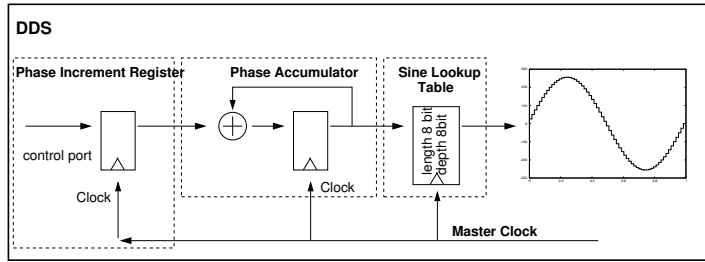 DDS
Phase Increment Register
Phase Accumulator
Sine Lookup
Table
control port
Clock
Clock
length 8 bit
depth 8bit
Master Clock